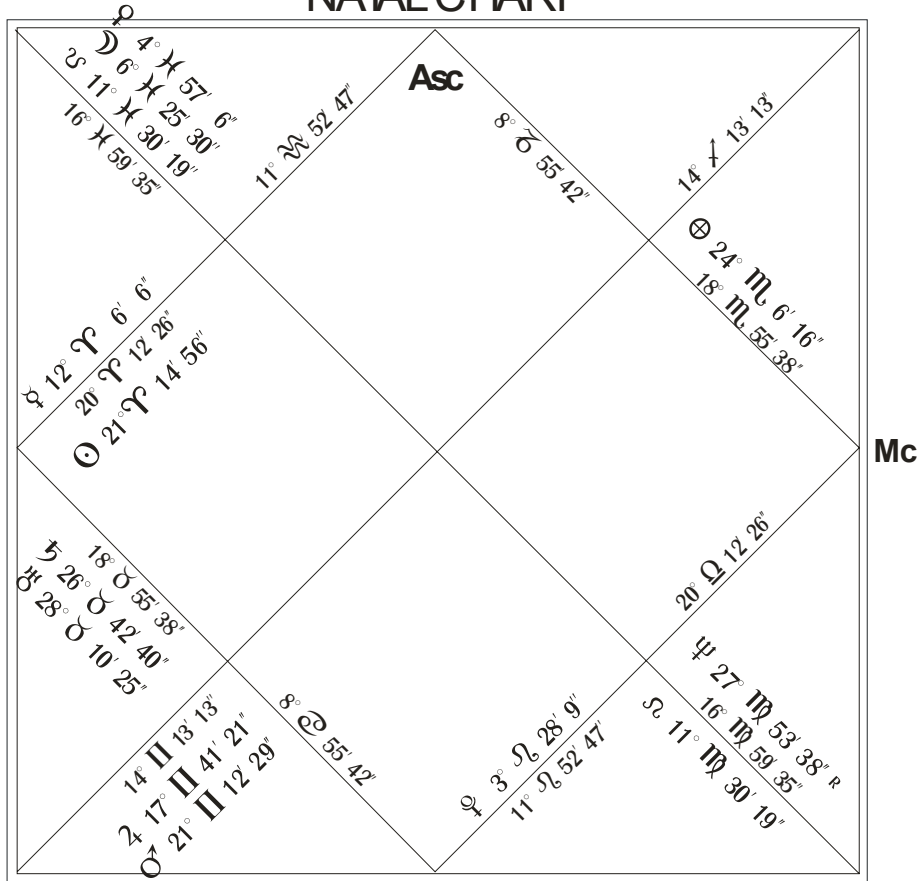 NATAL CHART
♀ 4° ♓ 57' 6"
☽ 6° ♓ 25' 30"
☋ 11° ♓ 30' 19"
16° ♓ 59' 35"
11° ♒ 52' 47"
Asc
8° ♑ 55' 42"
14° ♐ 13' 13"
⊗ 24° ♏ 6' 16"
18° ♏ 55' 38"
☿ 12° ♈ 6' 6"
20° ♈ 12' 26"
☉ 21° ♈ 14' 56"
Mc
18° ♉ 55' 38"
♄ 26° ♉ 42' 40"
♅ 28° ♉ 10' 25"
20° ♎ 12' 26"
14° ♊ 13' 13"
♃ 17° ♊ 41' 21"
♂ 21° ♊ 12' 29"
8° ♋ 55' 42"
♇ 3° ♌ 28' 9"
11° ♌ 52' 47"
♆ 27° ♍ 53' 38" R
16° ♍ 59' 35"
☊ 11° ♍ 30' 19"